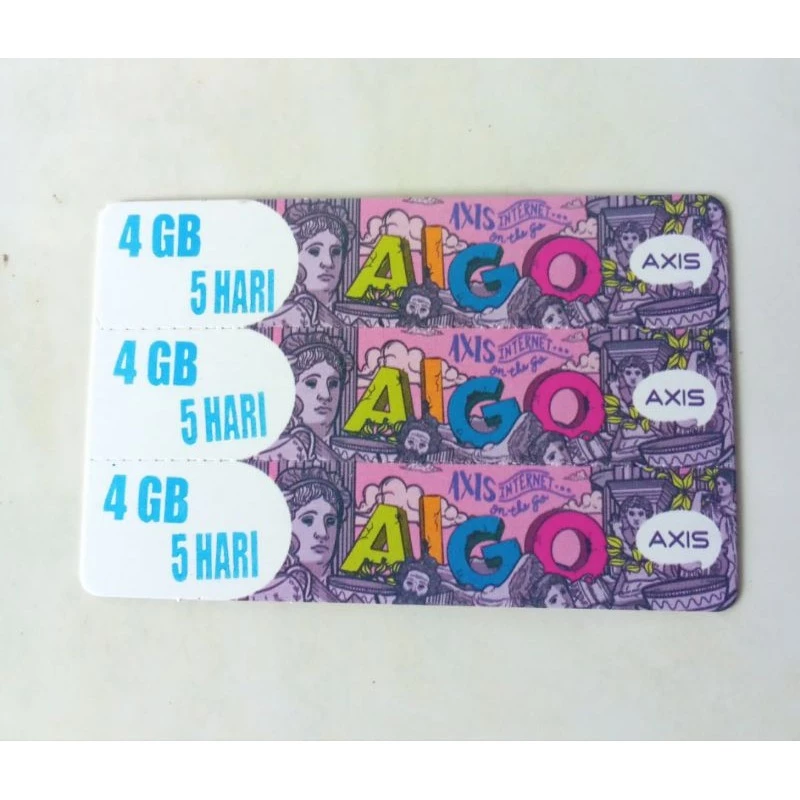 4 GB
5 HARI
AXIS INTERNET...
on the go
AIGO
AXIS
4 GB
5 HARI
AXIS INTERNET...
on the go
AIGO
AXIS
4 GB
5 HARI
AXIS INTERNET...
on the go
AIGO
AXIS